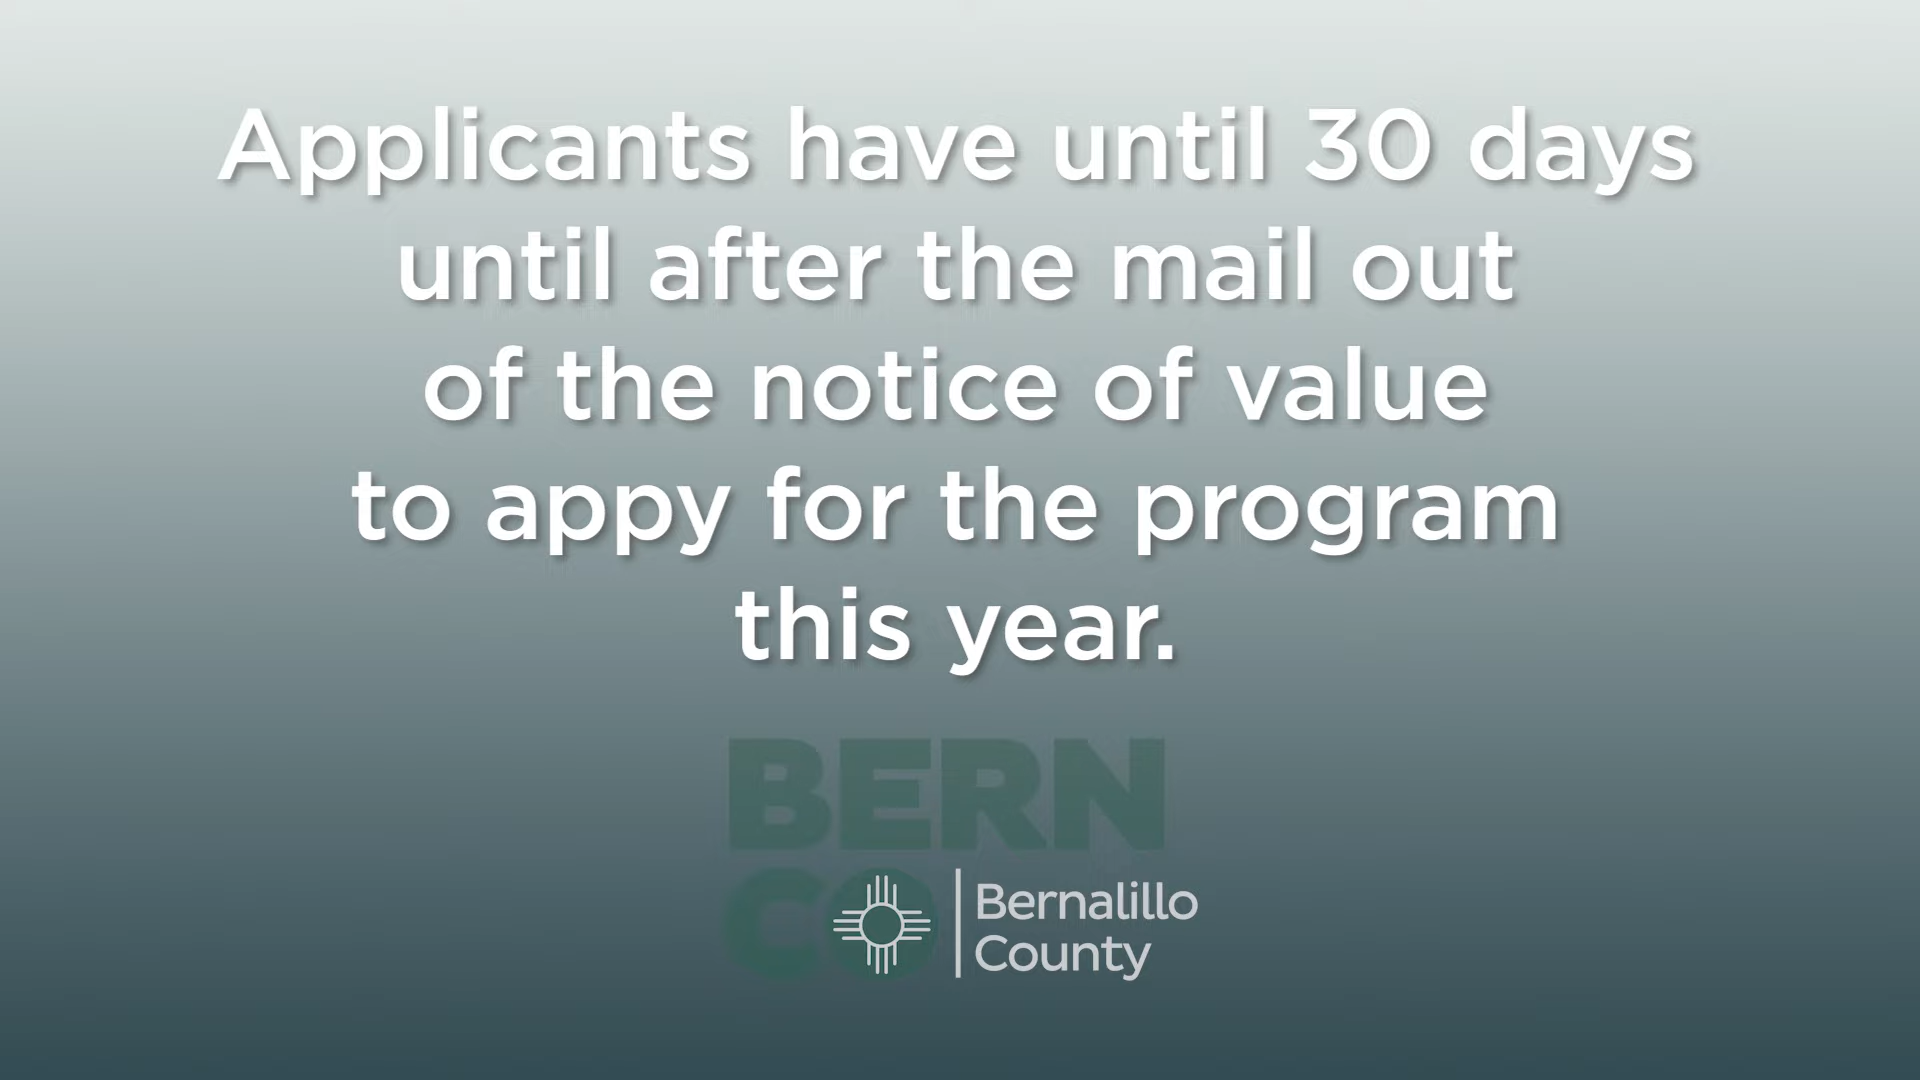 Applicants have until 30 days
until after the mail out
of the notice of value
to appy for the program
this year.
BERN
CO
Bernalillo
County